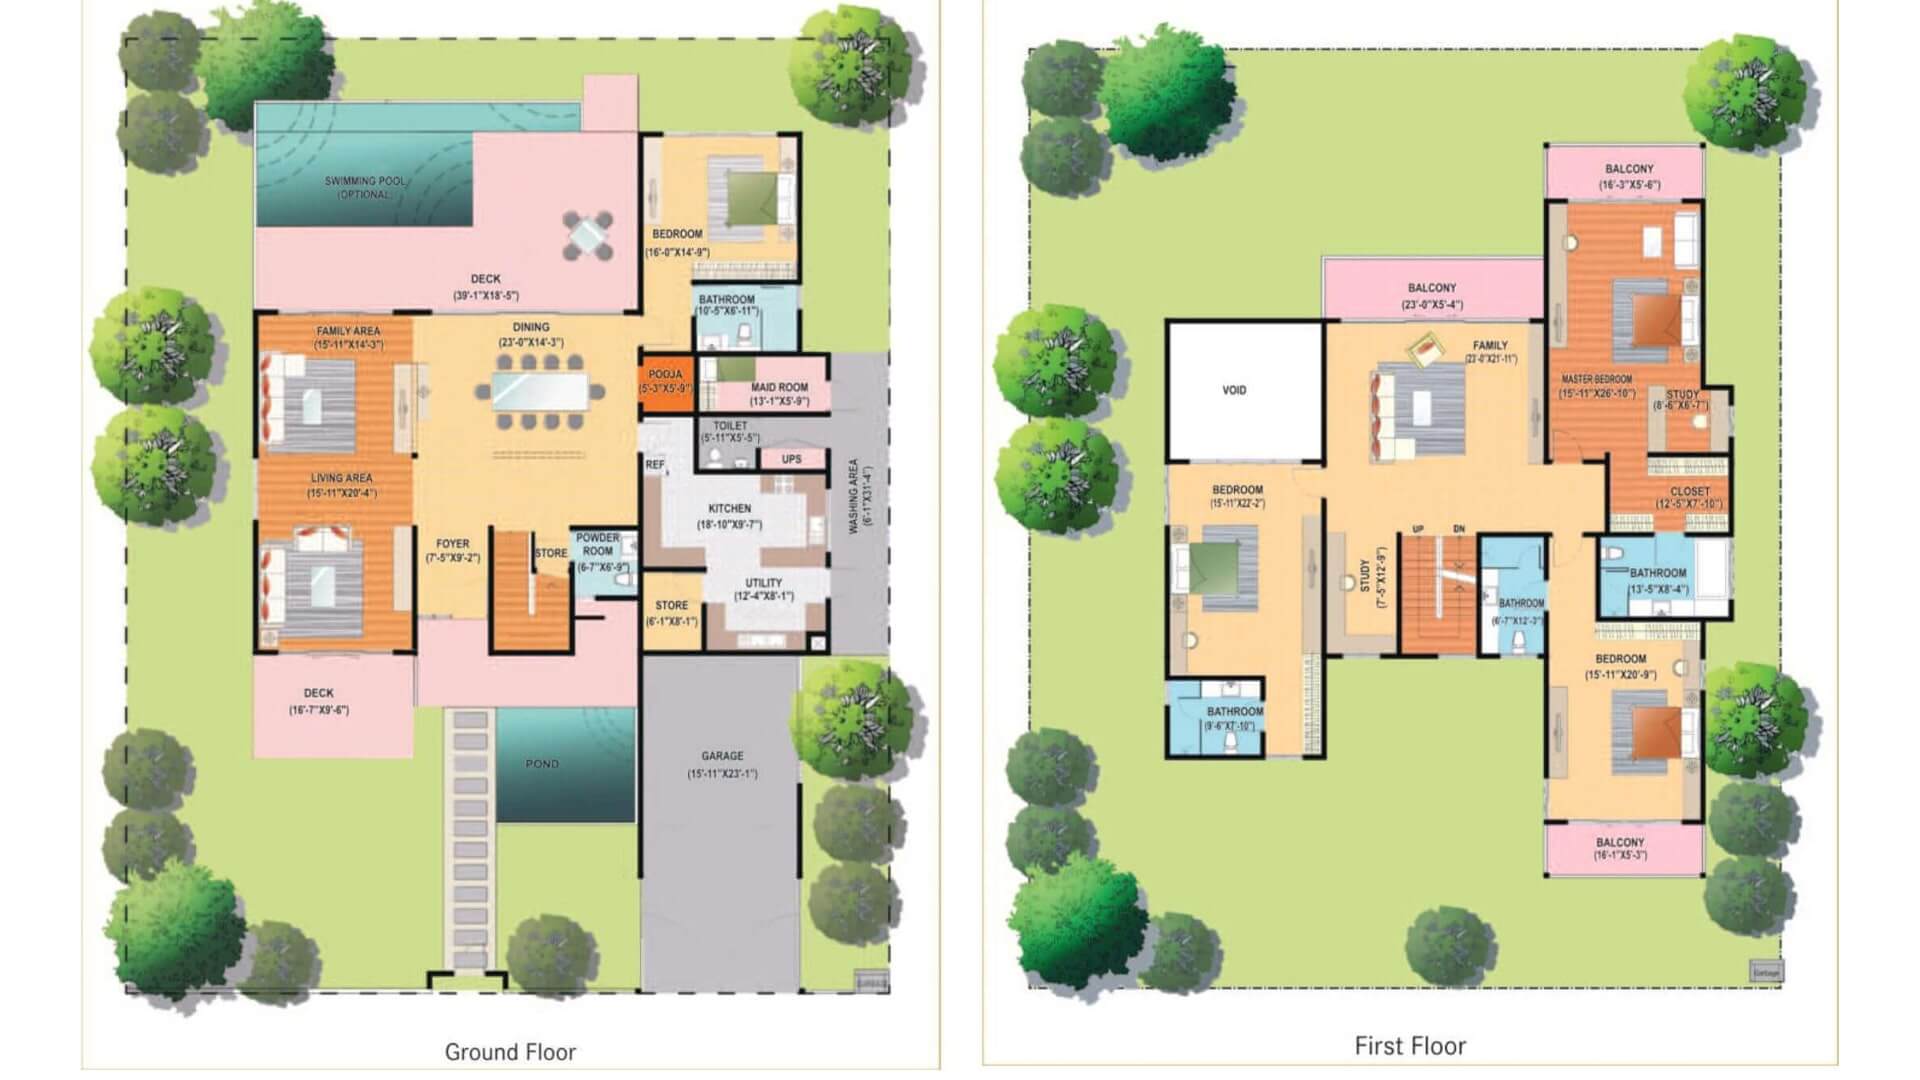 SWIMMING POOL
(OPTIONAL)
BEDROOM
(16'-0"X14'-9")
DECK
(39'-1"X18'-5")
BATHROOM
(10'-5"X6'-11")
FAMILY AREA
(15'-11"X14'-3")
DINING
(23'-0"X14'-3")
POOJA
(5'-3"X5'-9")
MAID ROOM
(13'-1"X5'-9")
TOILET
(5'-11"X5'-5")
UPS
REF.
WASHING AREA
(6'-1"X31'-4")
LIVING AREA
(15'-11"X20'-4")
KITCHEN
(18'-10"X9'-7")
FOYER
(7'-5"X9'-2")
STORE
POWDER
ROOM
(6-7"X6'-9")
UTILITY
(12'-4"X8'-1")
STORE
(6'-1"X8'-1")
DECK
(16'-7"X9'-6")
POND
GARAGE
(15'-11"X23'-1")
Ground Floor
BALCONY
(16'-3"X5'-6")
BALCONY
(23'-0"X5'-4")
VOID
FAMILY
(23'-0"X21'-11")
MASTER BEDROOM
(15'-11"X26'-10")
STUDY
(8'-6"X6'-7")
BEDROOM
(15'-11"X22'-2")
CLOSET
(12'-5"X7'-10")
UP
DN
STUDY
(7'-5"X12'-9")
BATHROOM
(13'-5"X8'-4")
BATHROOM
(6'-7"X12'-3")
BEDROOM
(15'-11"X20'-9")
BATHROOM
(9'-6"X7'-10")
BALCONY
(16'-1"X5'-3")
Garbage
First Floor